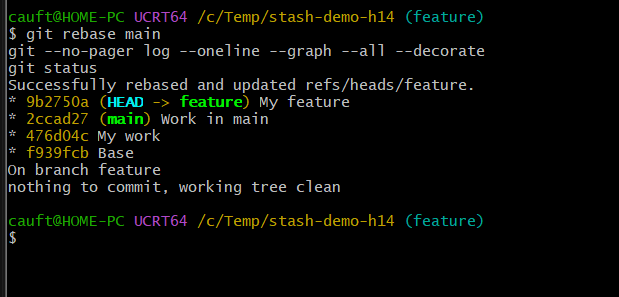 cauft@HOME-PC UCRT64 /c/Temp/stash-demo-h14 (feature)
$ git rebase main
git --no-pager log --oneline --graph --all --decorate
git status
Successfully rebased and updated refs/heads/feature.
* 9b2750a (HEAD -> feature) My feature
* 2ccad27 (main) Work in main
* 476d04c My work
* f939fcb Base
On branch feature
nothing to commit, working tree clean
cauft@HOME-PC UCRT64 /c/Temp/stash-demo-h14 (feature)
$